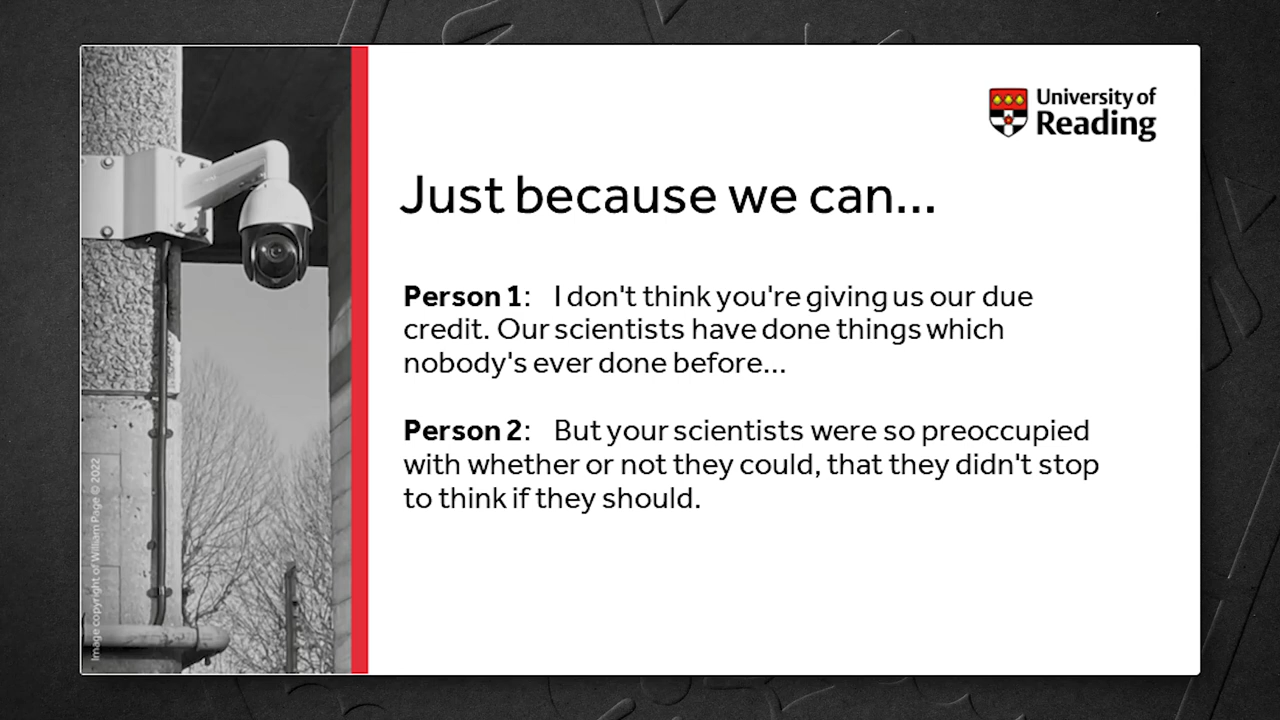 University of
Reading
Just because we can...
Person 1: I don't think you're giving us our due
credit. Our scientists have done things which
nobody's ever done before...
Person 2: But your scientists were so preoccupied
with whether or not they could, that they didn't stop
to think if they should.
Image copyright of William Page © 2022